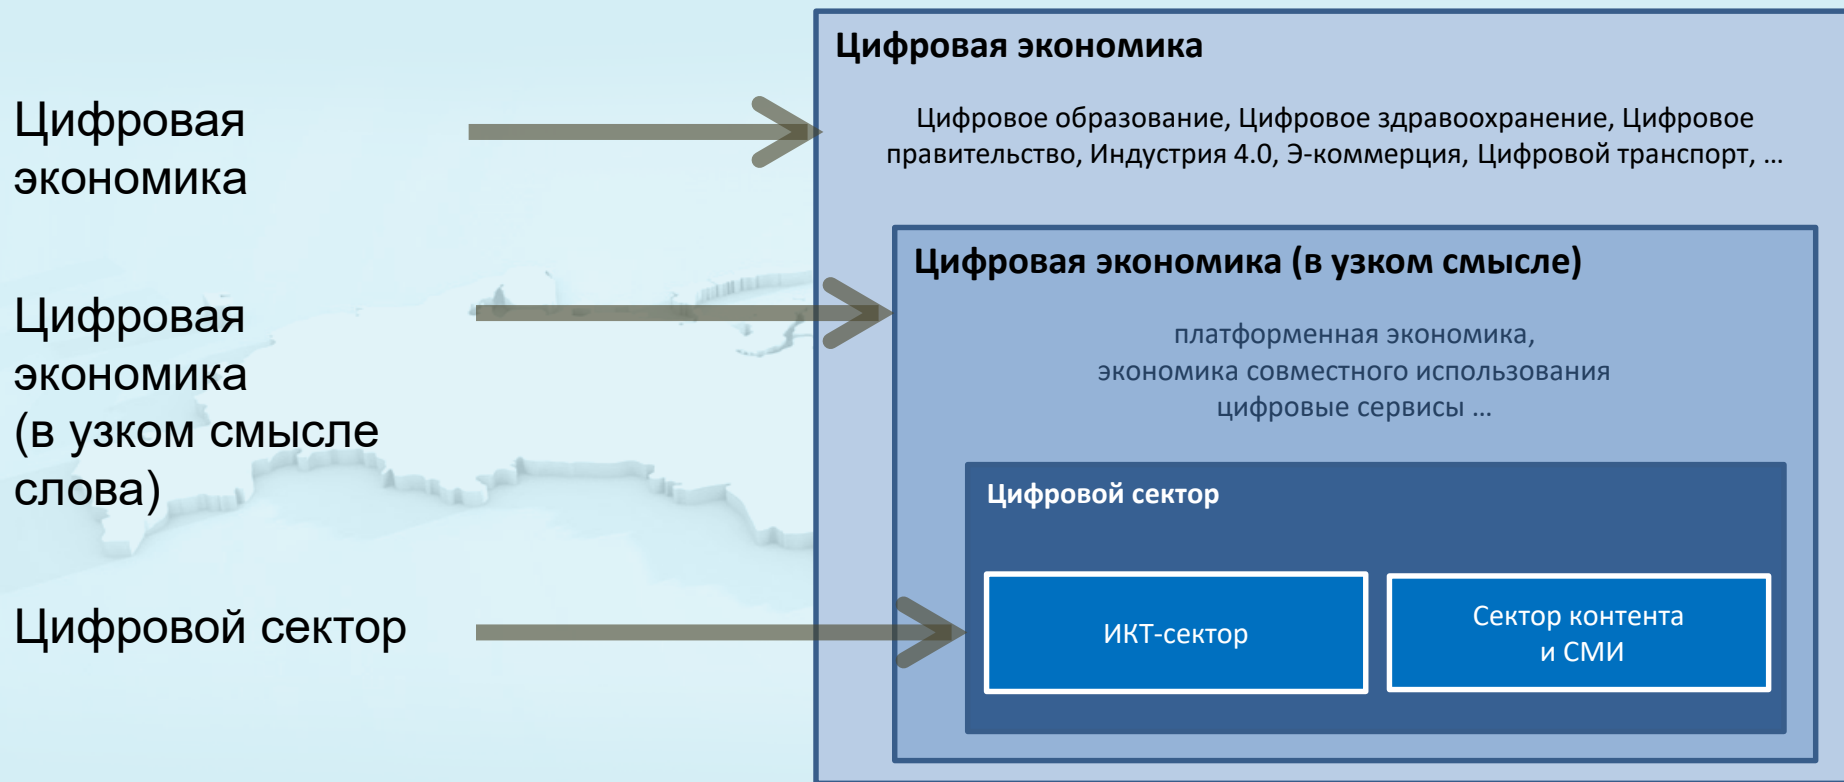 Цифровая
экономика
Цифровая
экономика
(в узком смысле
слова)
Цифровой сектор
Цифровая экономика
Цифровое образование, Цифровое здравоохранение, Цифровое
правительство, Индустрия 4.0, Э-коммерция, Цифровой транспорт, ...
Цифровая экономика (в узком смысле)
платформенная экономика,
экономика совместного использования
цифровые сервисы ...
Цифровой сектор
ИКТ-сектор
Сектор контента
и СМИ